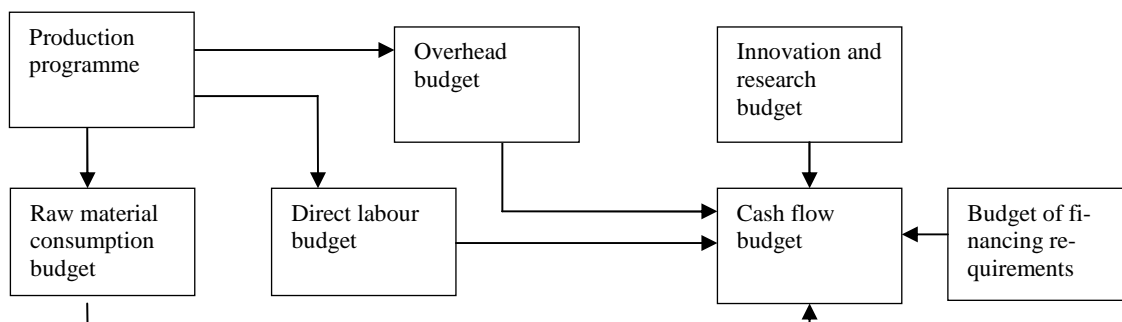 Production
programme
Overhead
budget
Innovation and
research
budget
Raw material
consumption
budget
Direct labour
budget
Cash flow
budget
Budget of fi-
nancing re-
quirements